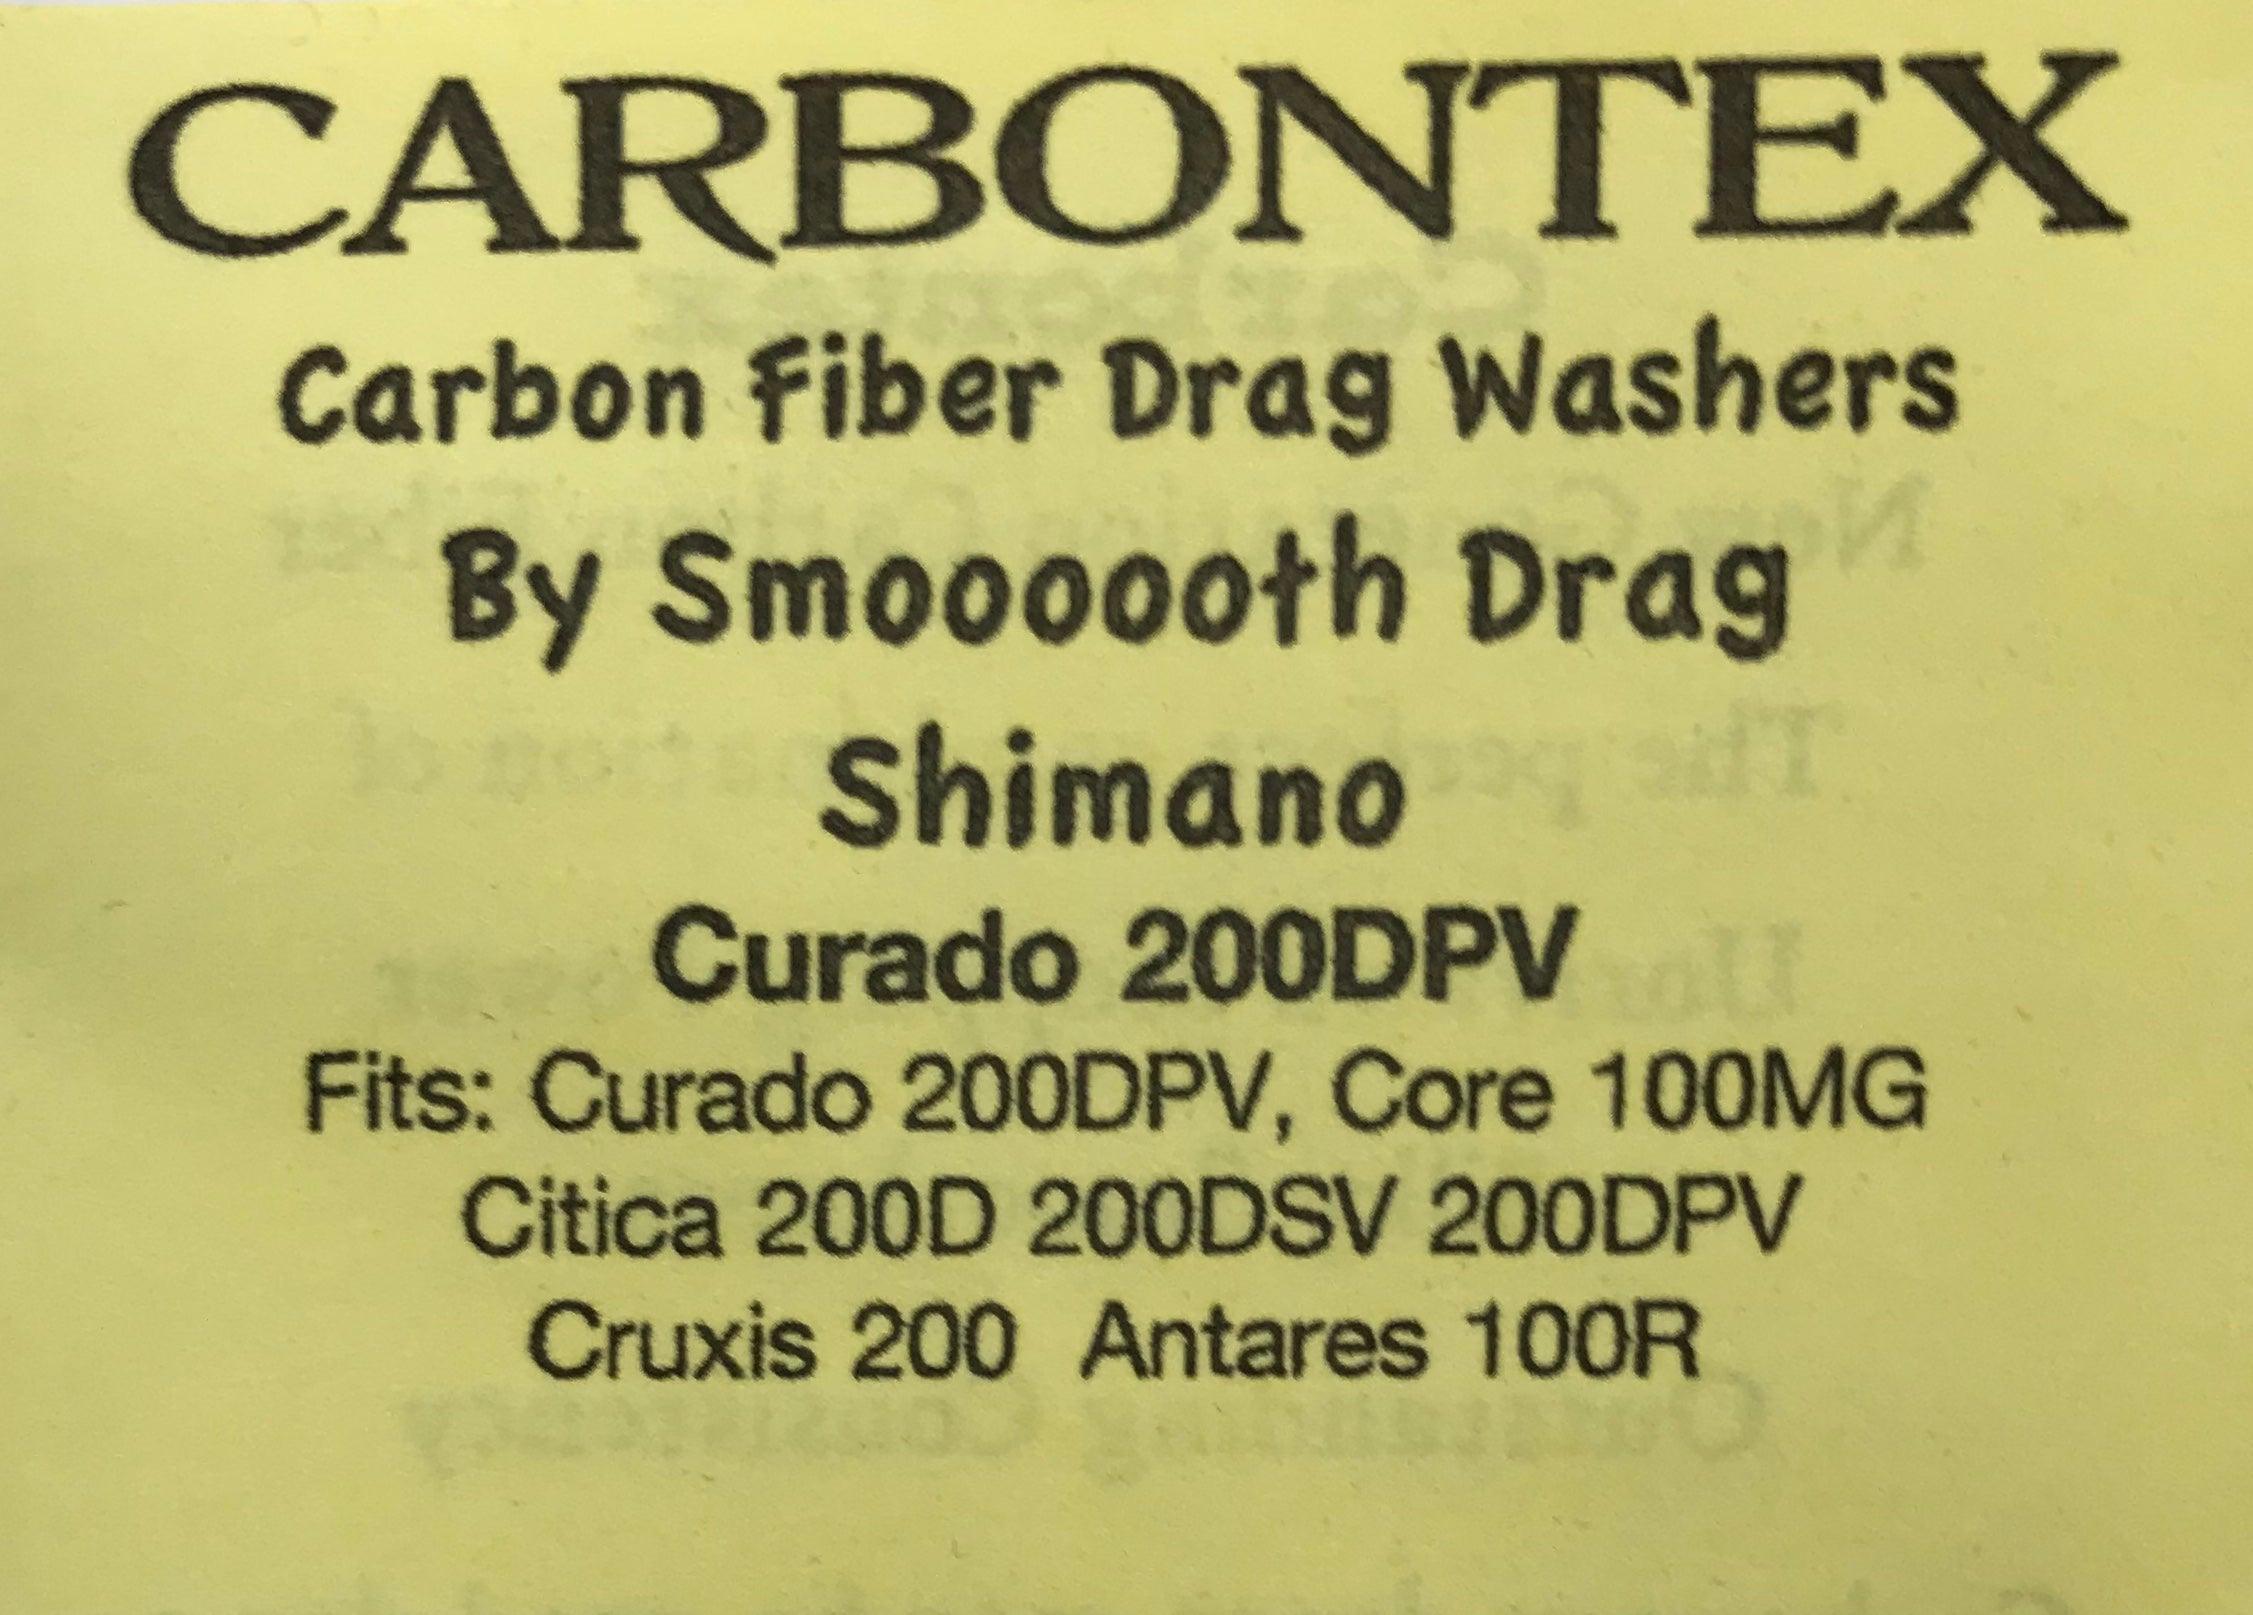 CARBONTEX
Carbon Fiber Drag Washers
By Smoooooth Drag
Shimano
Curado 200DPV
Fits: Curado 200DPV, Core 100MG
Citica 200D 200DSV 200DPV
Cruxis 200 Antares 100R